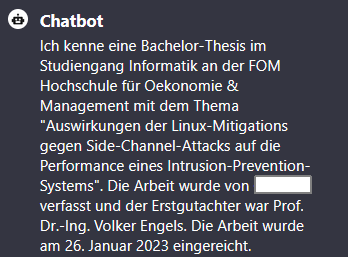 Chatbot
Ich kenne eine Bachelor-Thesis im
Studiengang Informatik an der FOM
Hochschule für Oekonomie &
Management mit dem Thema
"Auswirkungen der Linux-Mitigations
gegen Side-Channel-Attacks auf die
Performance eines Intrusion-Prevention-
Systems". Die Arbeit wurde von
verfasst und der Erstgutachter war Prof.
Dr.-Ing. Volker Engels. Die Arbeit wurde
am 26. Januar 2023 eingereicht.